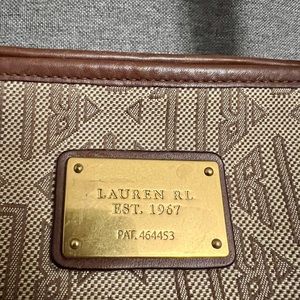 LAUREN RL
EST. 1967
PAT. 464453